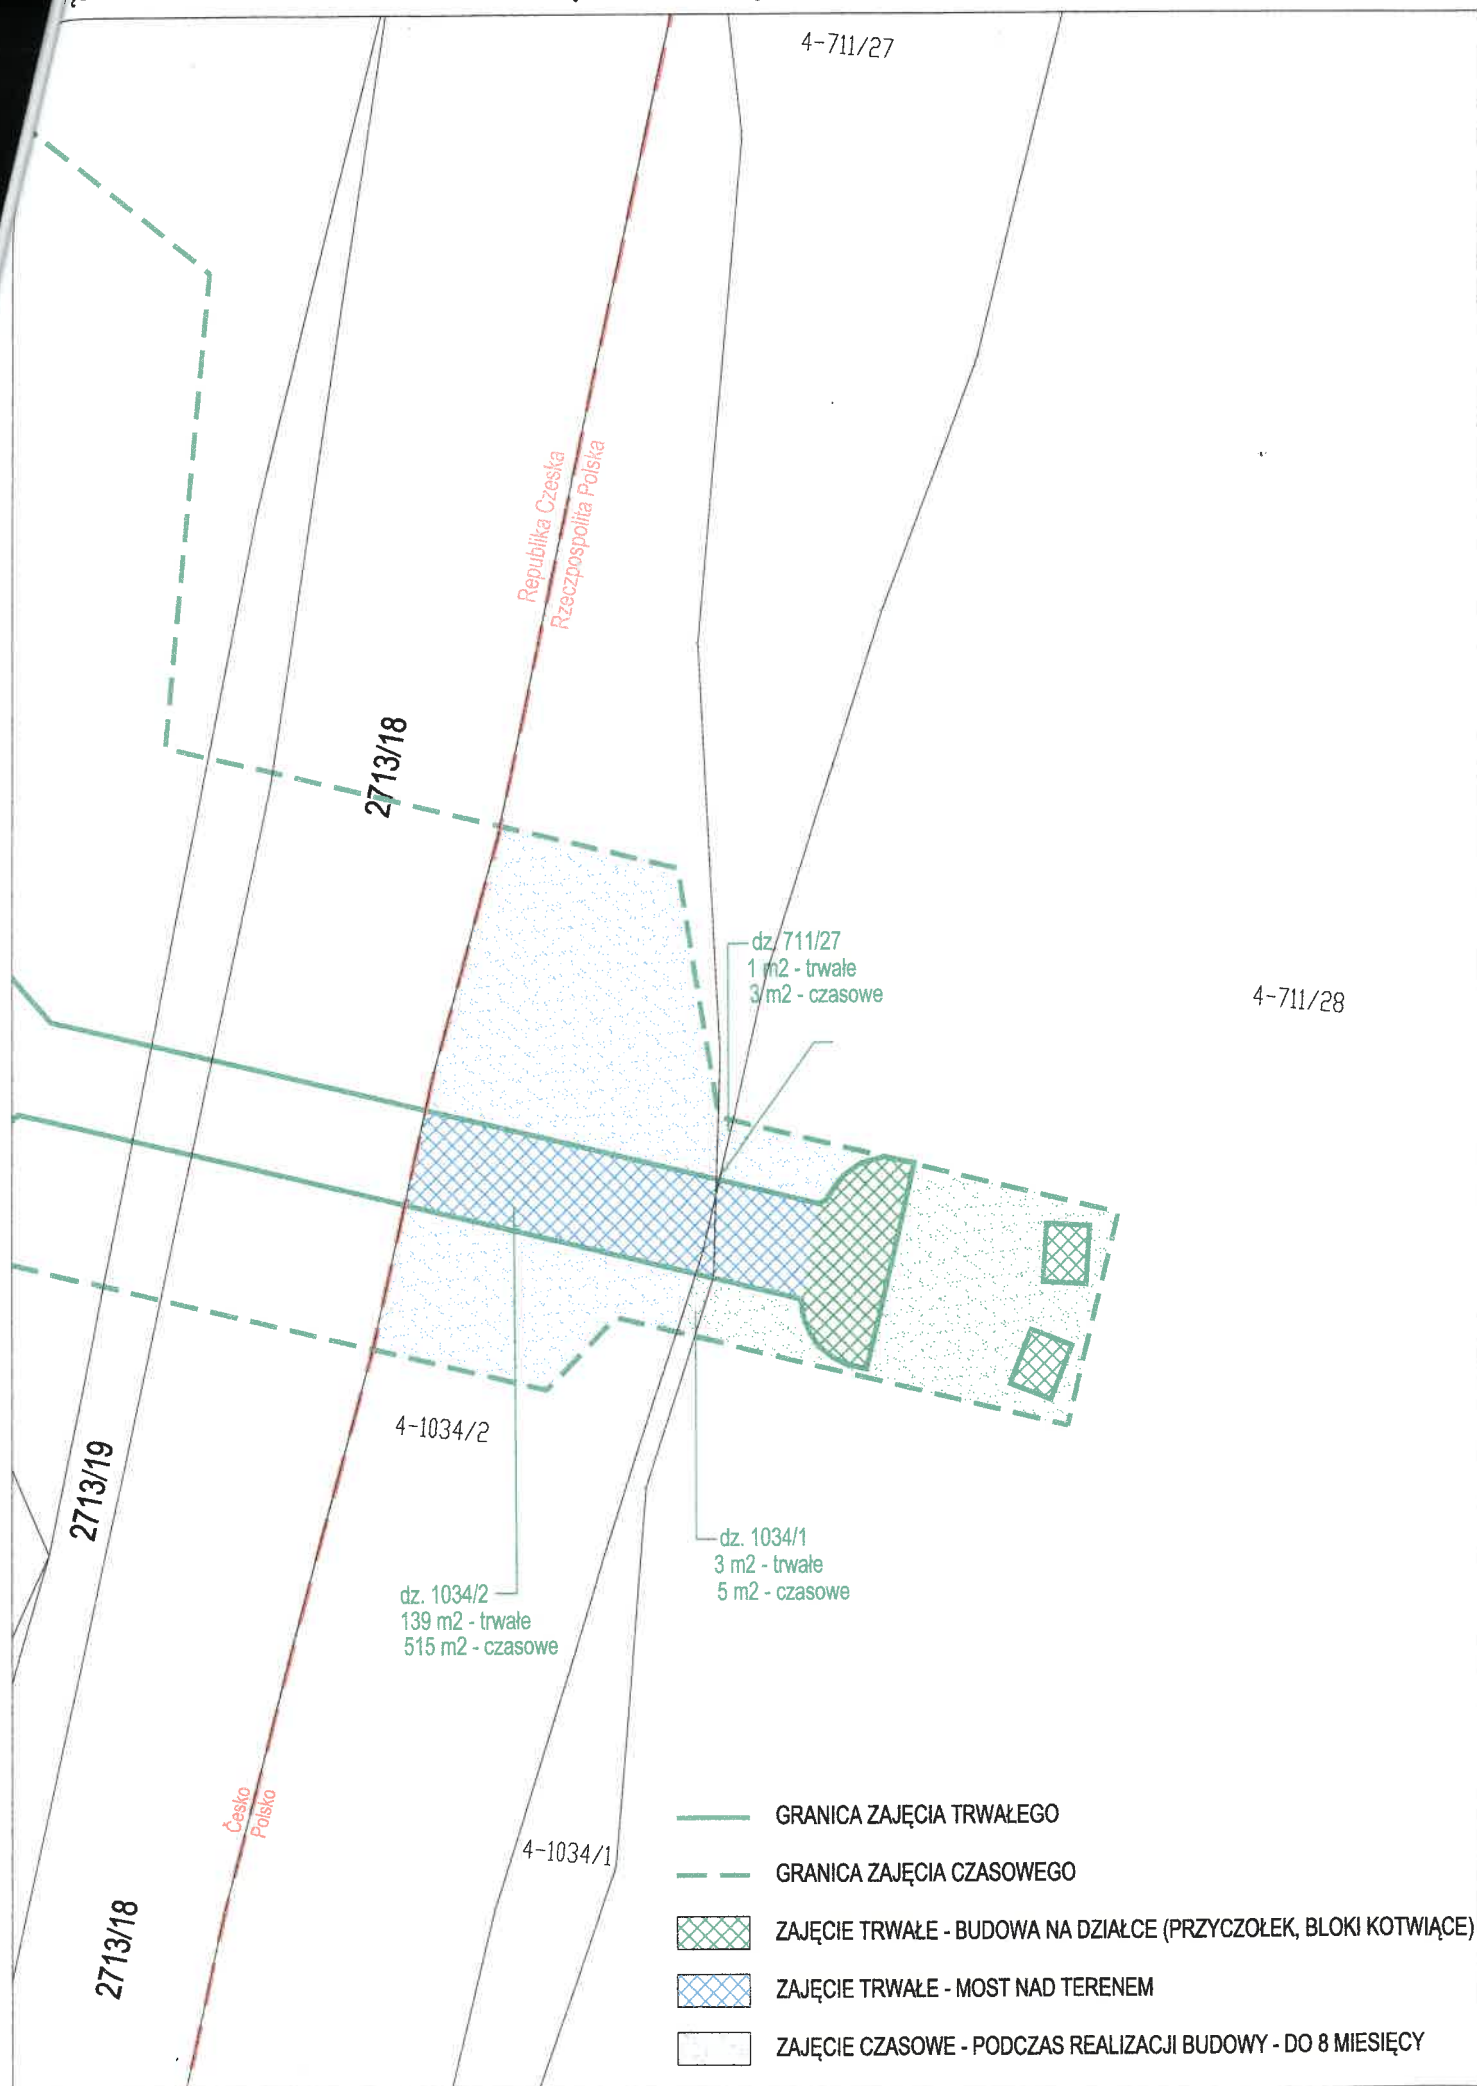 4-711/27
Republika Czeska
Rzeczpospolita Polska
2713/18
dz. 711/27
1 m2 - trwałe
3 m2 - czasowe
4-711/28
4-1034/2
2713/19
dz. 1034/1
3 m2 - trwałe
5 m2 - czasowe
dz. 1034/2
139 m2 - trwałe
515 m2 - czasowe
Česko
Polsko
4-1034/1
2713/18
GRANICA ZAJĘCIA TRWAŁEGO
GRANICA ZAJĘCIA CZASOWEGO
ZAJĘCIE TRWAŁE - BUDOWA NA DZIAŁCE (PRZYCZOŁEK, BLOKI KOTWIĄCE)
ZAJĘCIE TRWAŁE - MOST NAD TERENEM
ZAJĘCIE CZASOWE - PODCZAS REALIZACJI BUDOWY - DO 8 MIESIĘCY